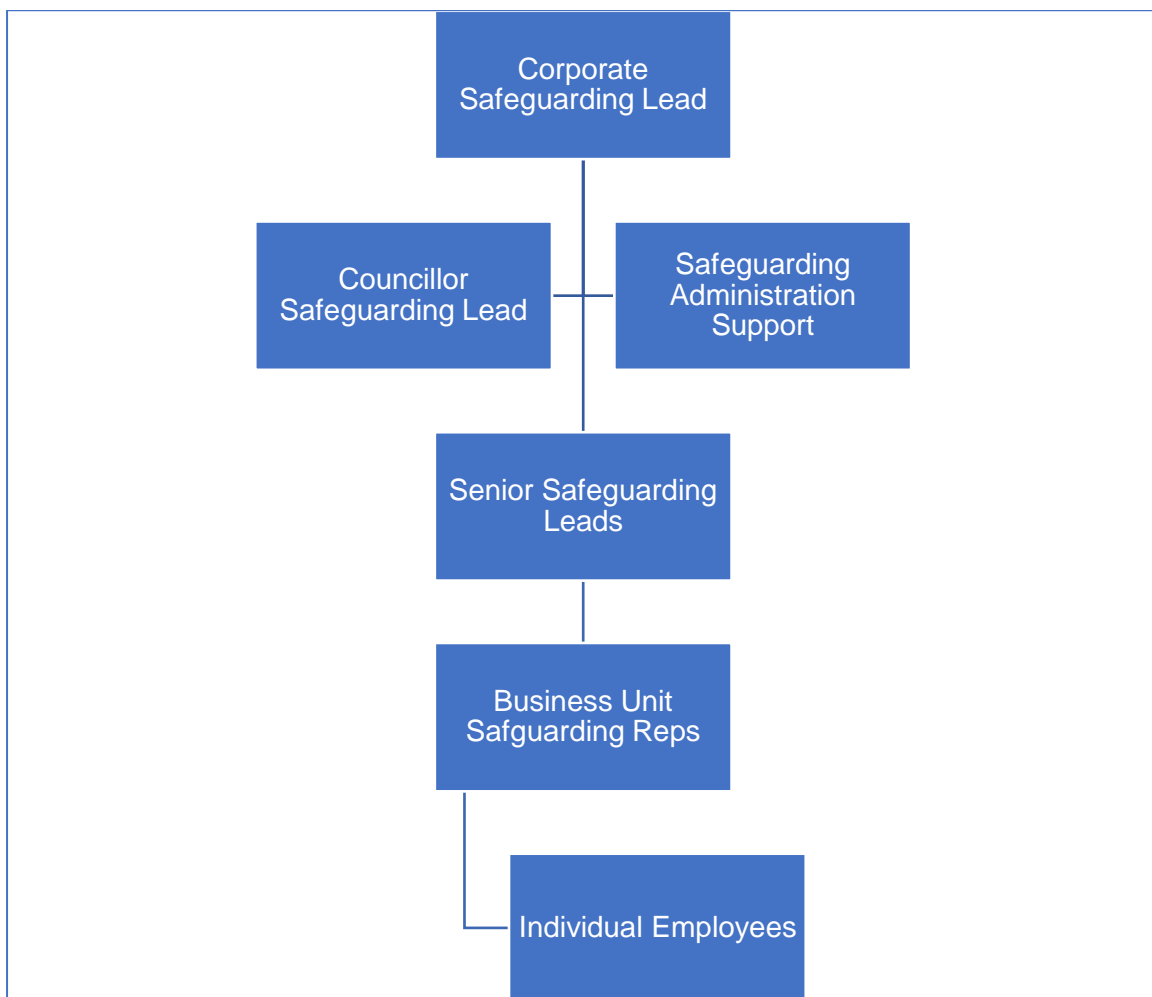 Corporate
Safeguarding Lead
Councillor
Safeguarding Lead
Safeguarding
Administration
Support
Senior Safeguarding
Leads
Business Unit
Safguarding Reps
Individual Employees